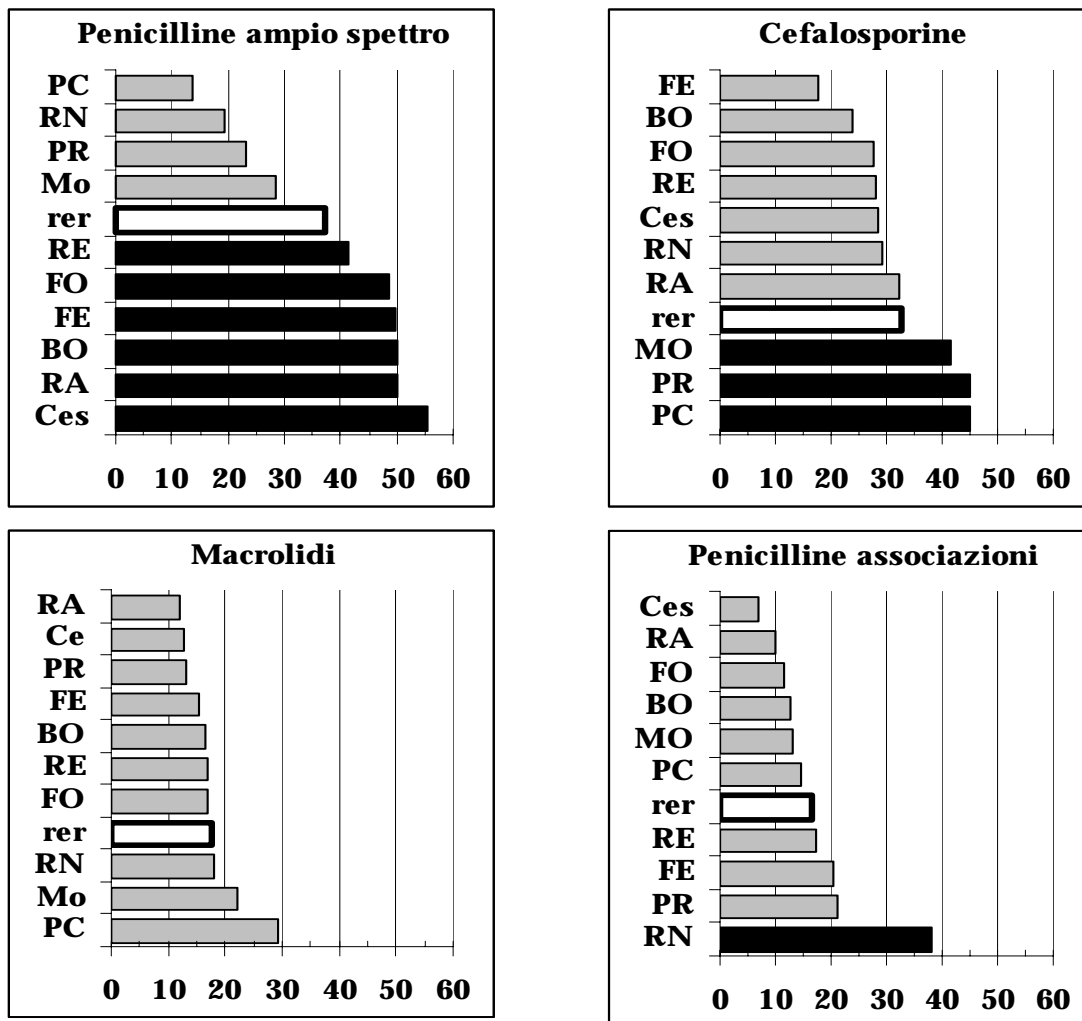 Penicilline ampio spettro
PC
RN
PR
Mo
rer
RE
FO
FE
BO
RA
Ces
0 10 20 30 40 50 60
Cefalosporine
FE
BO
FO
RE
Ces
RN
RA
rer
MO
PR
PC
0 10 20 30 40 50 60
Macrolidi
RA
Ce
PR
FE
BO
RE
FO
rer
RN
Mo
PC
0 10 20 30 40 50 60
Penicilline associazioni
Ces
RA
FO
BO
MO
PC
rer
RE
FE
PR
RN
0 10 20 30 40 50 60